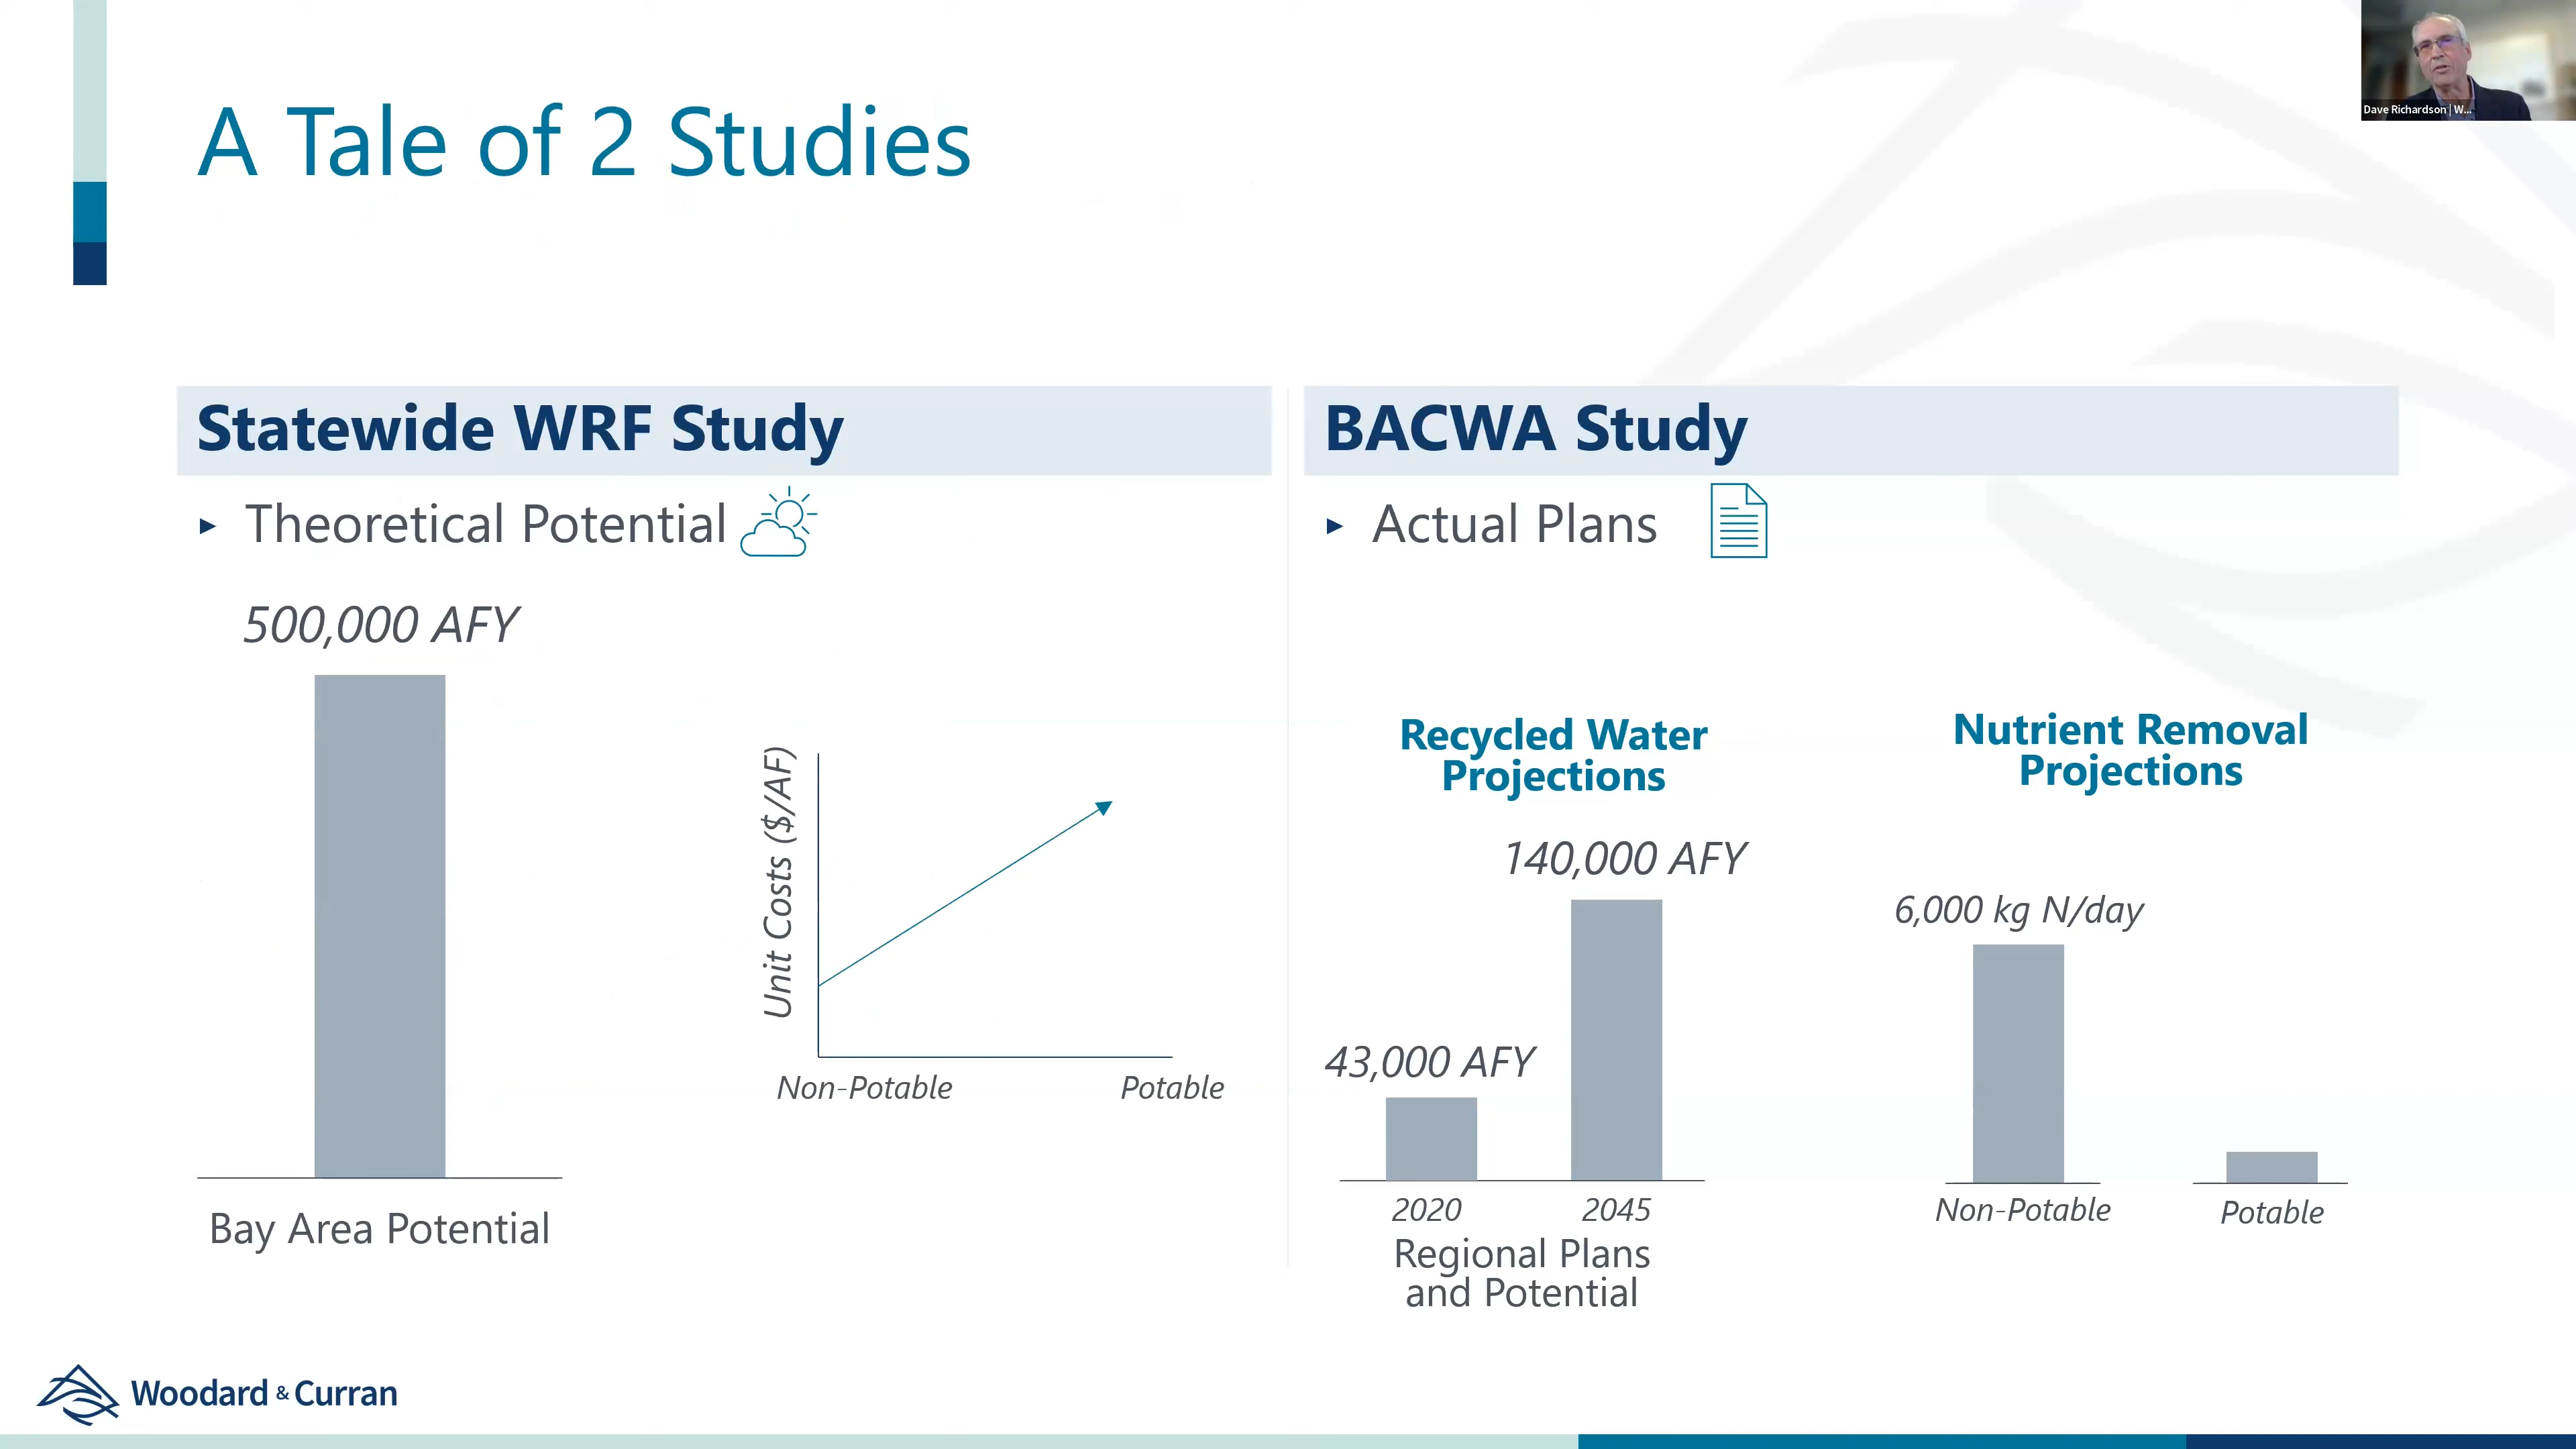 Dave Richardson | W...
A Tale of 2 Studies
Statewide WRF Study
▸ Theoretical Potential
500,000 AFY
Bay Area Potential
Unit Costs ($/AF)
Non-Potable
Potable
BACWA Study
▸ Actual Plans
Recycled Water
Projections
140,000 AFY
43,000 AFY
2020
2045
Regional Plans
and Potential
Nutrient Removal
Projections
6,000 kg N/day
Non-Potable
Potable
Woodard & Curran